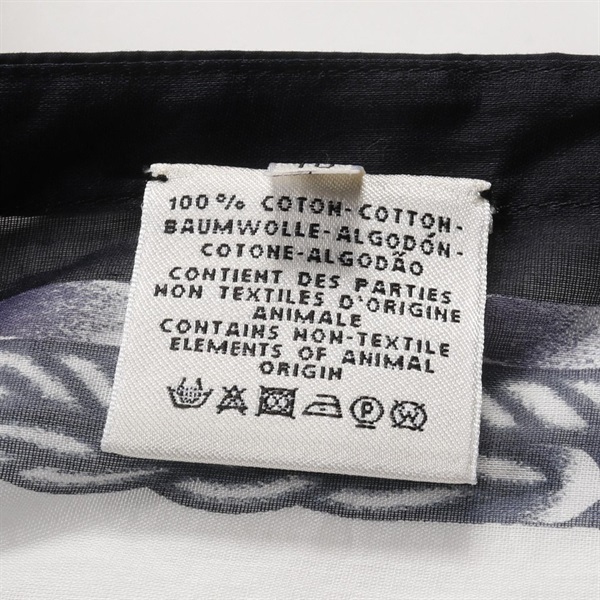 100% COTON-COTTON-
BAUMWOLLE-ALGODÓN-
COTONE-ALGODÃO
CONTIENT DES PARTIES
NON TEXTILES D'ORIGINE
ANIMALE
CONTAINS NON-TEXTILE
ELEMENTS OF ANIMAL
ORIGIN
P W